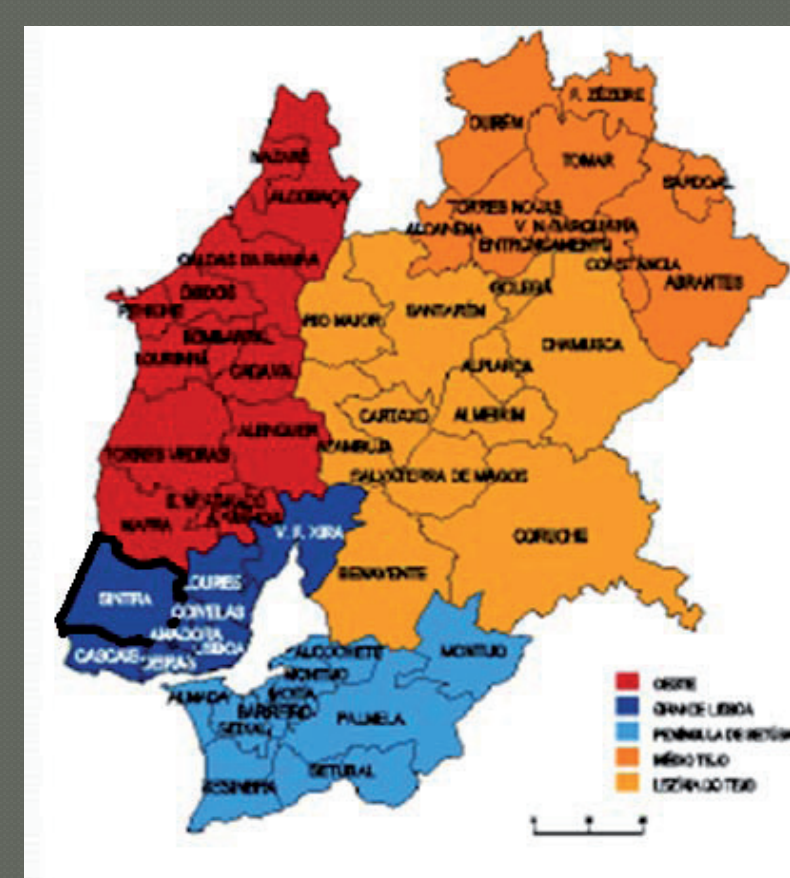 F. ZÊZERE
OURÉM
NAZARÉ
TOMAR
SARDOAL
ALCOBAÇA
TORRES NOVAS
ALCANENA
V. N. BARQUINHA
ENTRONCAMENTO
CALDAS DA RAINHA
CONSTÂNCIA
ABRANTES
ÓBIDOS
GOLEGÃ
PENICHE
SANTARÉM
RIO MAIOR
BOMBARRAL
CHAMUSCA
LOURINHÃ
CADAVAL
ALPIARÇA
CARTAXO
ALMEIRIM
ALENQUER
AZAMBUJA
TORRES VEDRAS
SALVATERRA DE MAGOS
MAFRA
V. F. XIRA
CORUCHE
BENAVENTE
LOURES
SINTRA
ODIVELAS
AMADORA
LISBOA
CASCAIS
OEIRAS
ALCOCHETE
MONTIJO
MONTIJO
ALMADA
MOITA
BARREIRO
SEIXAL
PALMELA
SETÚBAL
SESIMBRA
OESTE
GRANDE LISBOA
PENÍNSULA DE SETÚBAL
MÉDIO TEJO
LEZÍRIA DO TEJO